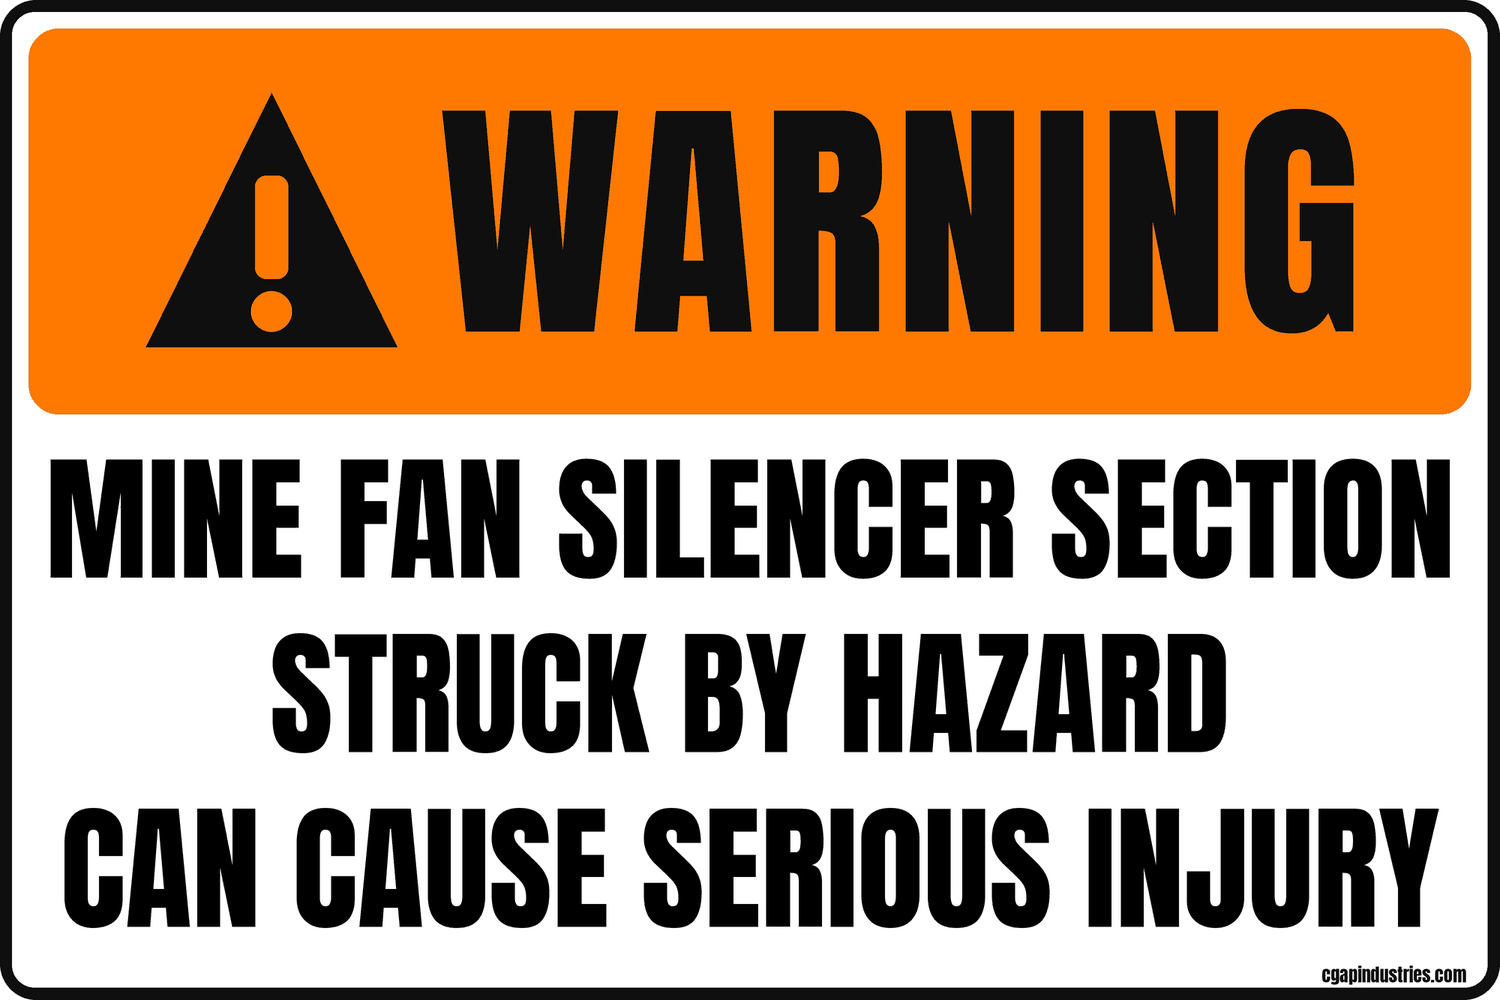 WARNING
MINE FAN SILENCER SECTION
STRUCK BY HAZARD
CAN CAUSE SERIOUS INJURY
cgapindustries.com